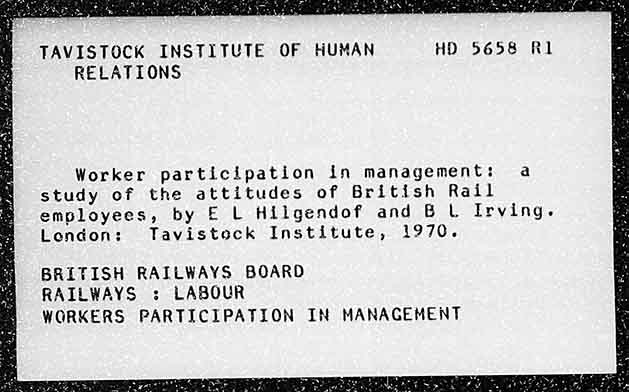 TAVISTOCK INSTITUTE OF HUMAN HD 5658 R1
RELATIONS
Worker participation in management: a
study of the attitudes of British Rail
employees, by E L Hilgendof and B L Irving.
London: Tavistock Institute, 1970.
BRITISH RAILWAYS BOARD
RAILWAYS : LABOUR
WORKERS PARTICIPATION IN MANAGEMENT